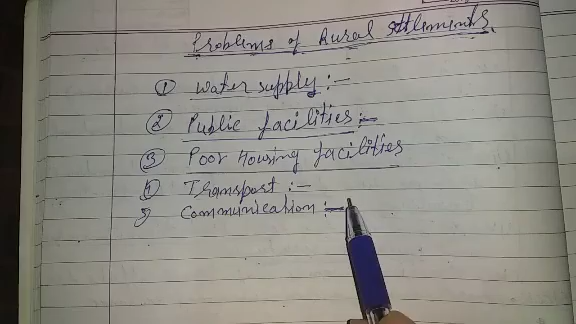 Problems of Rural Settlements
① Water supply :-
② Public facilities :-
③ Poor Housing facilities
④ Transport :-
5 Communication :-